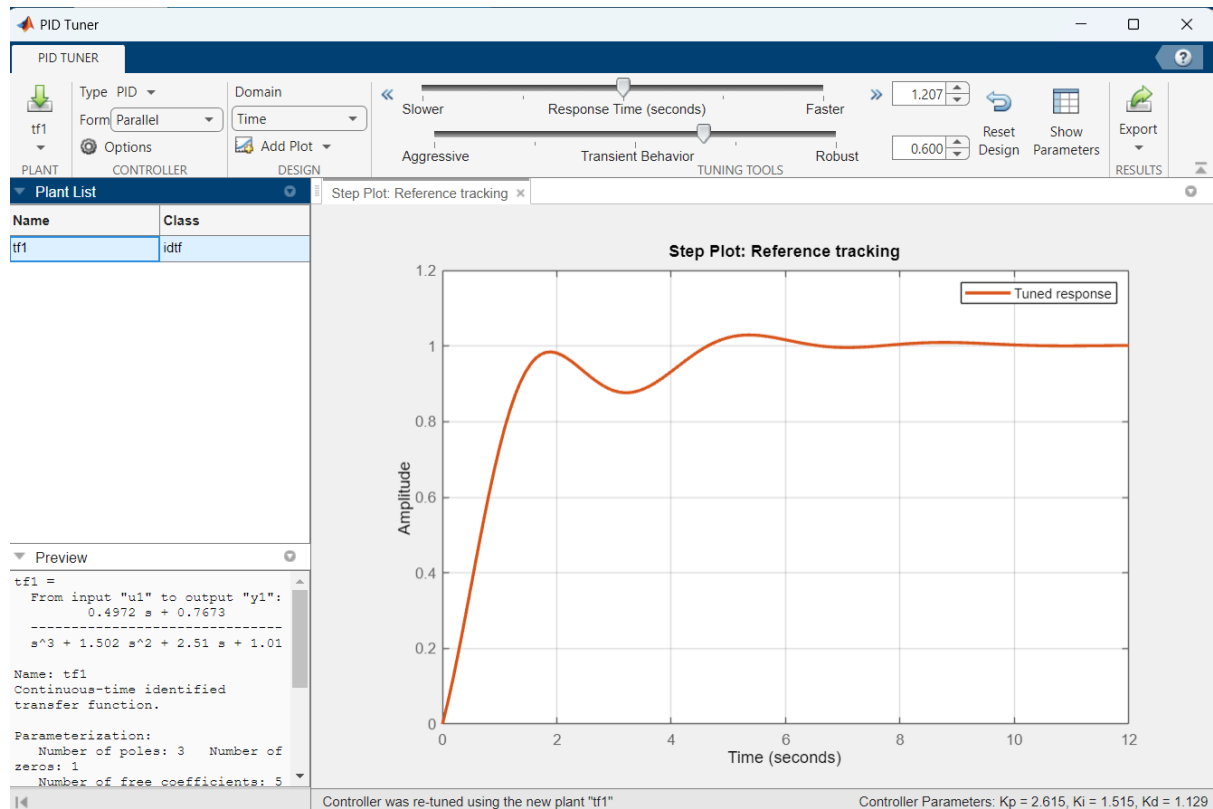 PID Tuner
PID TUNER
?
tf1
PLANT
Type PID
Form Parallel
Options
CONTROLLER
Domain
Time
Add Plot
DESIGN
Slower Response Time (seconds) Faster
1.207
Aggressive Transient Behavior Robust
0.600
TUNING TOOLS
Reset Design
Show Parameters
Export
RESULTS
Plant List
Name Class
tf1 idtf
Preview
tf1 =
From input "u1" to output "y1":
0.4972 s + 0.7673
-------------------------------
s^3 + 1.502 s^2 + 2.51 s + 1.01
Name: tf1
Continuous-time identified
transfer function.
Parameterization:
Number of poles: 3 Number of
zeros: 1
Number of free coefficients: 5
Step Plot: Reference tracking
Step Plot: Reference tracking
Tuned response
Amplitude
1.2
1
0.8
0.6
0.4
0.2
0
0 2 4 6 8 10 12
Time (seconds)
Controller was re-tuned using the new plant "tf1"
Controller Parameters: Kp = 2.615, Ki = 1.515, Kd = 1.129